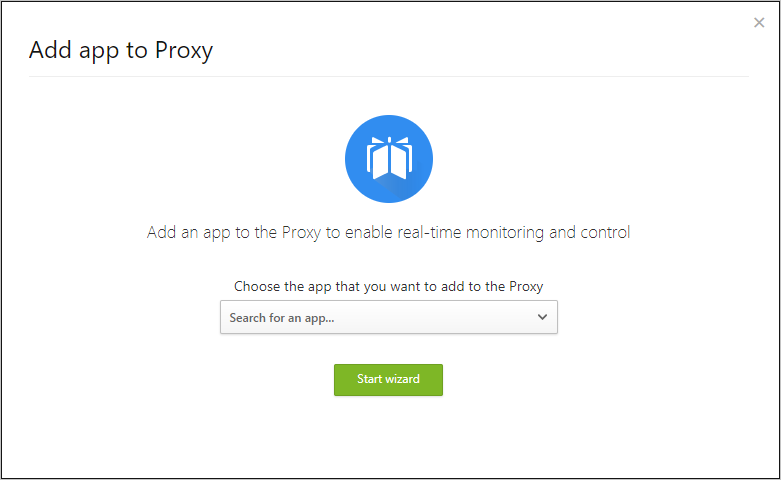 Add app to Proxy
Add an app to the Proxy to enable real-time monitoring and control
Choose the app that you want to add to the Proxy
Search for an app...
Start wizard